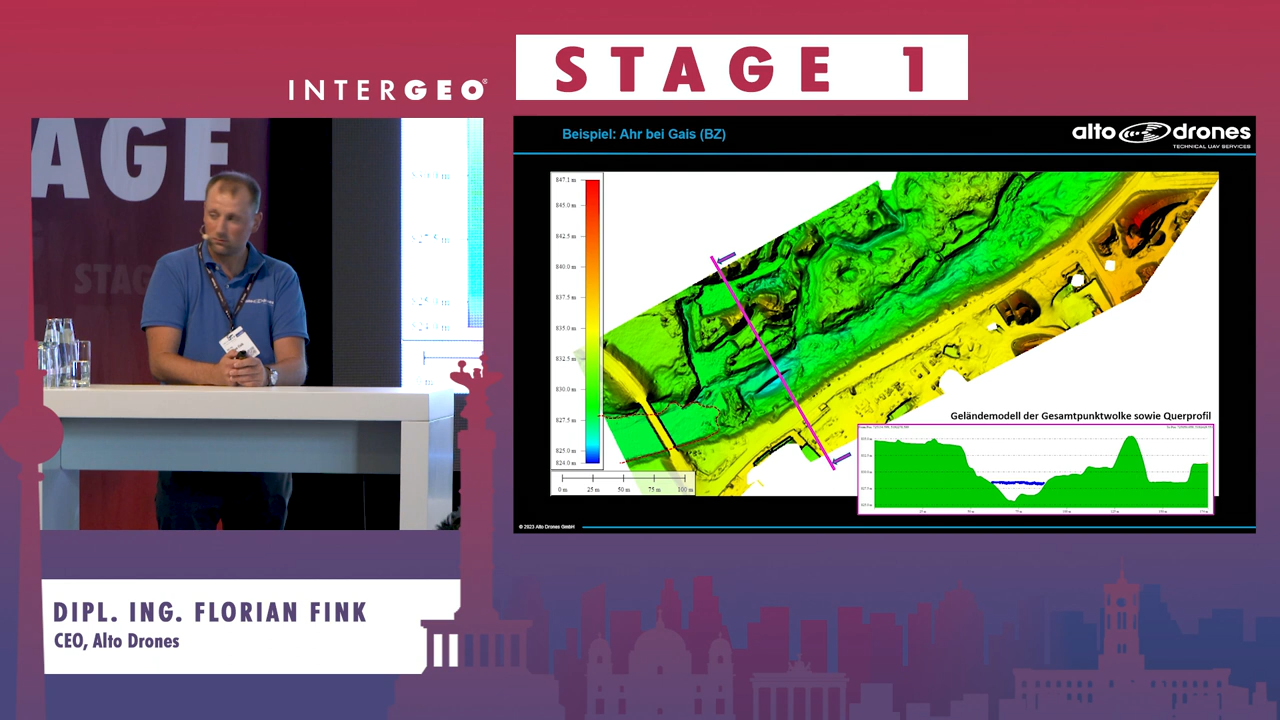 STAGE 1
INTERGEO®
AGE
STAG
Beispiel: Ahr bei Gais (BZ)
alto drones
TECHNICAL UAV SERVICES
847.1 m
845.0 m
842.5 m
840.0 m
837.5 m
835.0 m
832.5 m
830.0 m
827.5 m
825.0 m
824.0 m
0 m 25 m 50 m 75 m 100 m
Geländemodell der Gesamtpunktwolke sowie Querprofil
© 2023 Alto Drones GmbH
DIPL. ING. FLORIAN FINK
CEO, Alto Drones